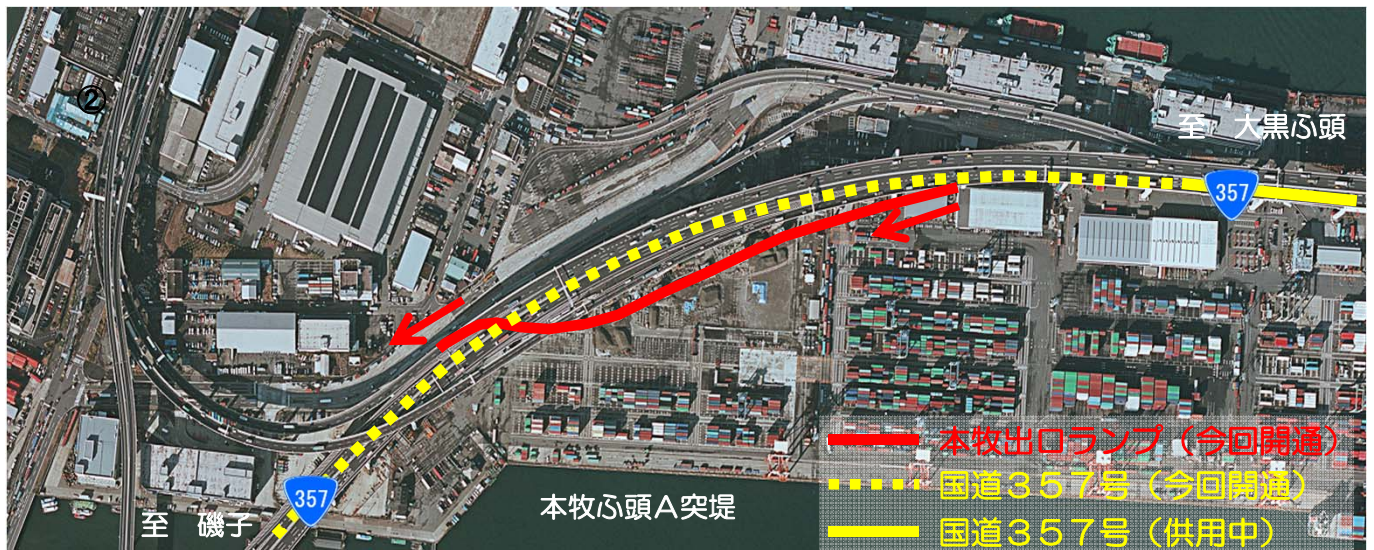 ②
至 大黒ふ頭
357
357
至 磯子
本牧ふ頭A突堤
本牧出口ランプ（今回開通）
国道３５７号（今回開通）
国道３５７号（供用中）